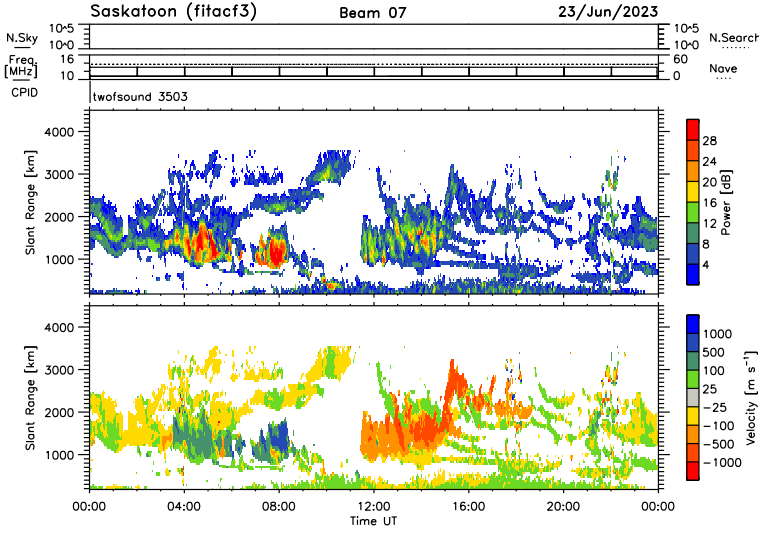 Saskatoon (fitacf3) Beam 07 23/Jun/2023
N.Sky 10^5 10^0 10^5 10^0 N.Search
Freq. [MHz] 16 10 60 0 Nave
CPID twofsound 3503
Slant Range [km] 4000 3000 2000 1000
Power [dB] 28 24 20 16 12 8 4
Slant Range [km] 4000 3000 2000 1000
Velocity [m s⁻¹] 1000 500 100 25 −25 −100 −500 −1000
00:00 04:00 08:00 12:00 16:00 20:00 00:00
Time UT